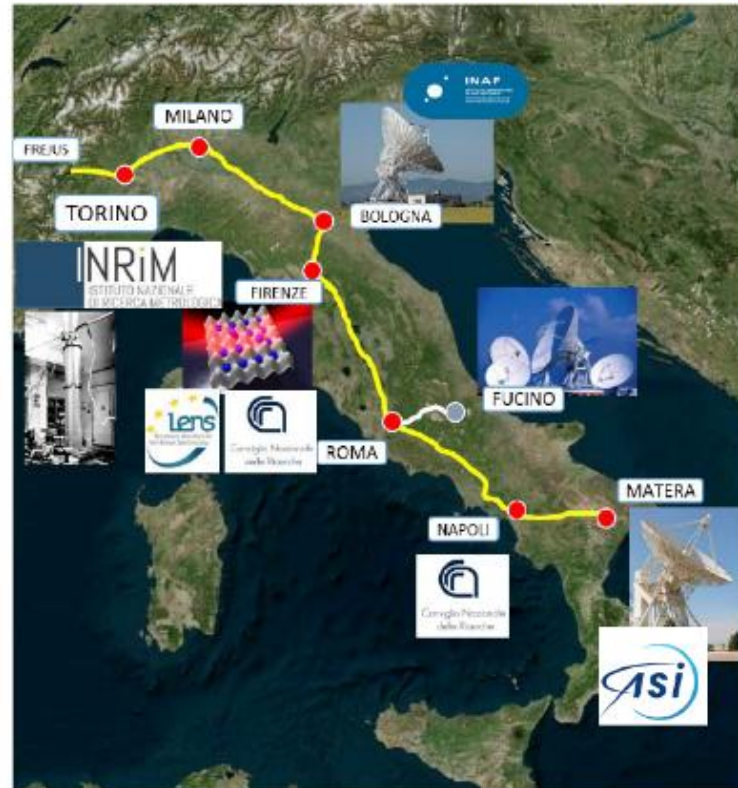 INAF
MILANO
FREJUS
TORINO
BOLOGNA
INRiM
ISTITUTO NAZIONALE
DI RICERCA METROLOGICA
FIRENZE
FUCINO
Lens
Consiglio Nazionale
delle Ricerche
ROMA
MATERA
NAPOLI
Consiglio Nazionale
delle Ricerche
asi